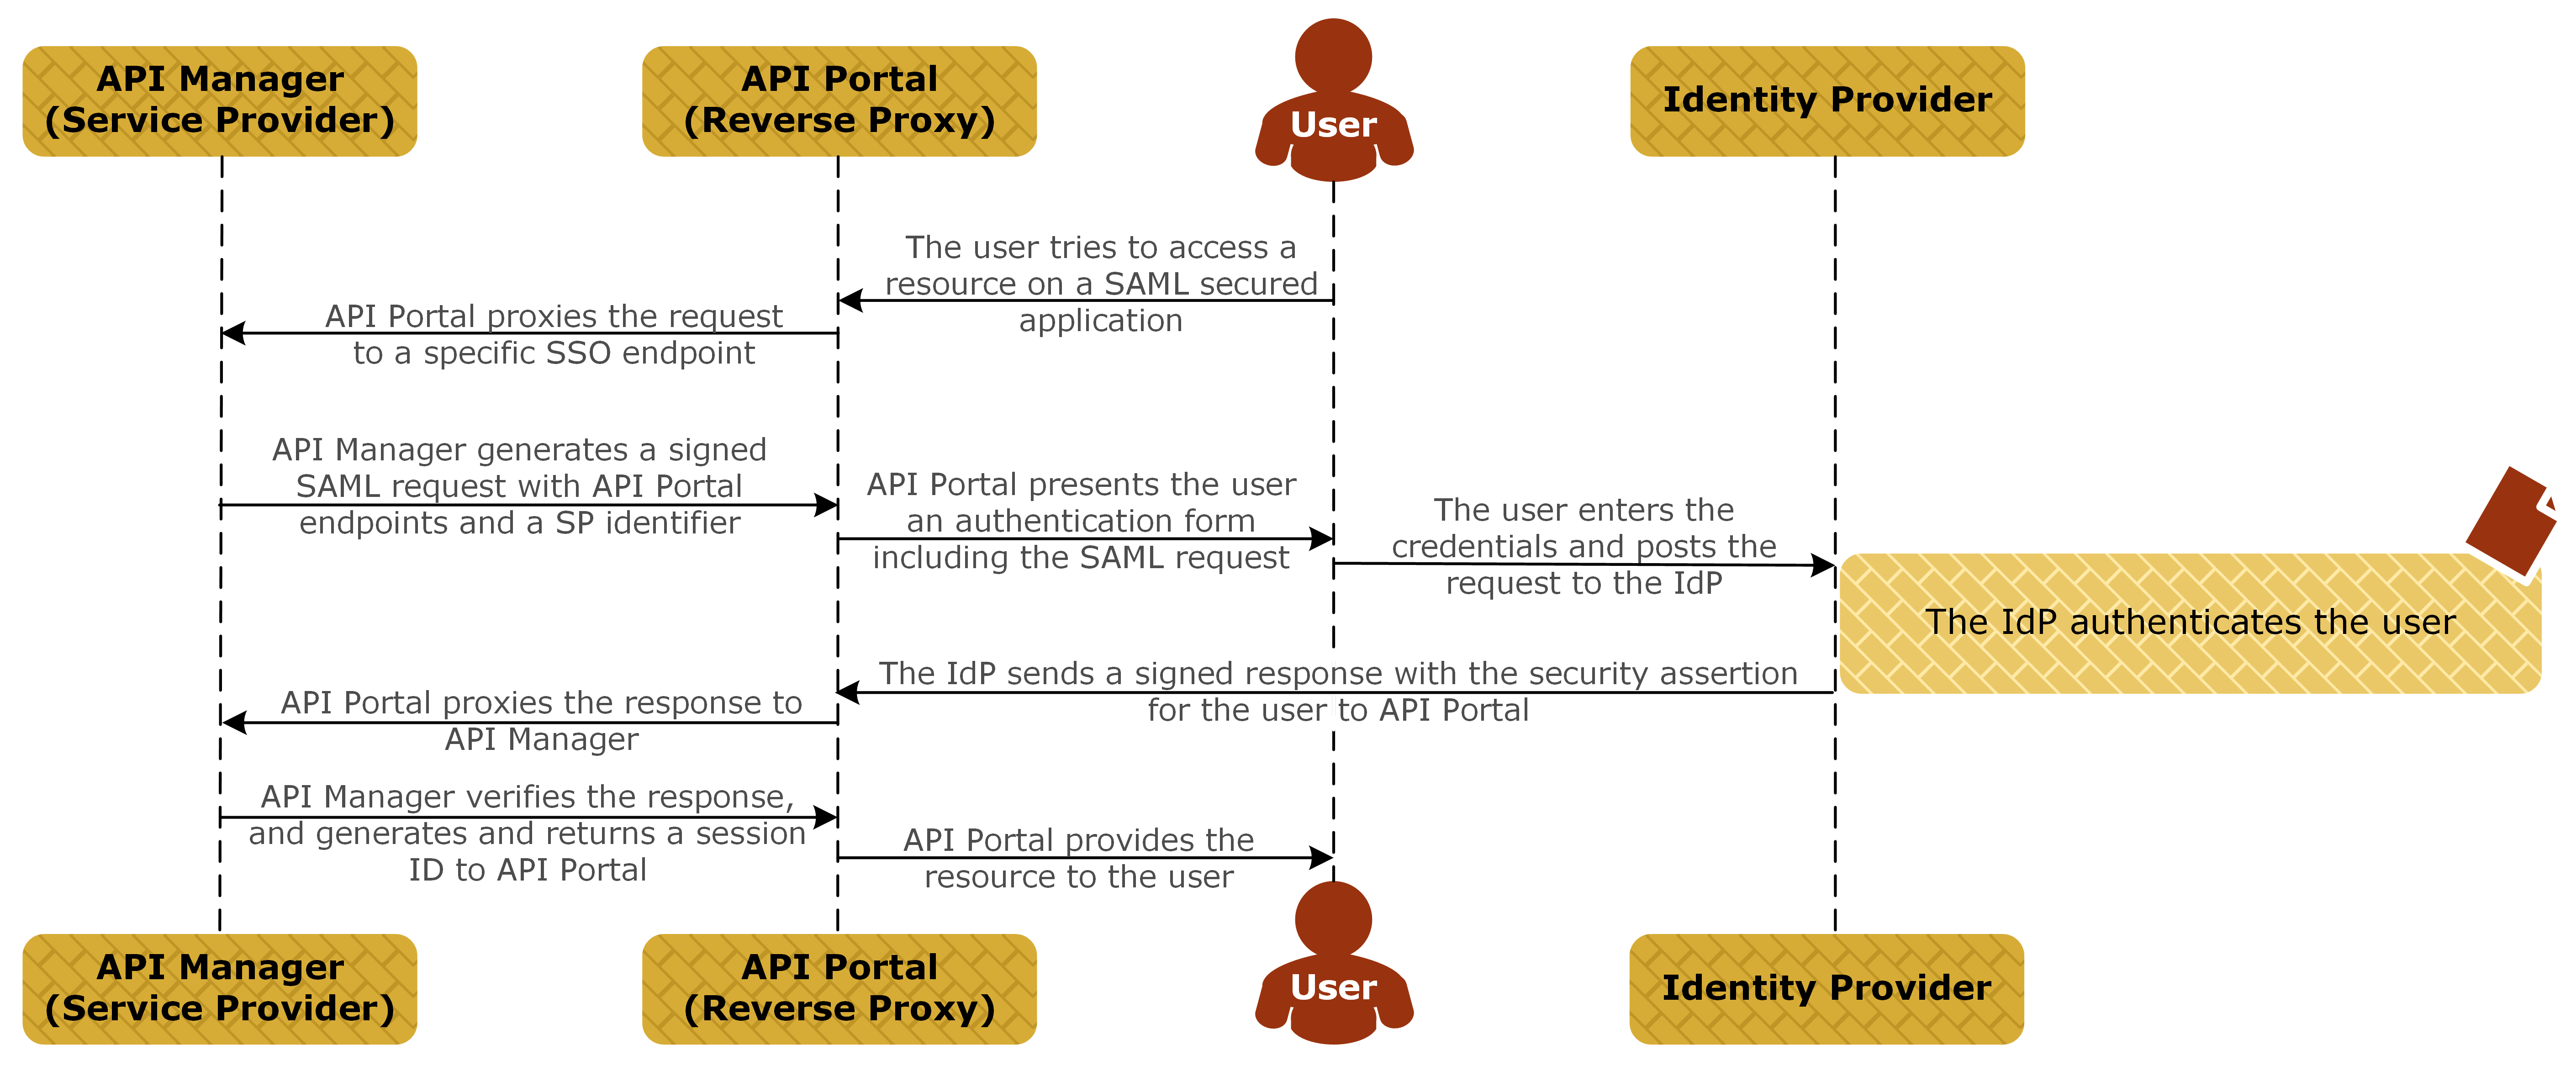 API Manager
(Service Provider)
API Portal
(Reverse Proxy)
User
Identity Provider
The user tries to access a
resource on a SAML secured
application
API Portal proxies the request
to a specific SSO endpoint
API Manager generates a signed
SAML request with API Portal
endpoints and a SP identifier
API Portal presents the user
an authentication form
including the SAML request
The user enters the
credentials and posts the
request to the IdP
The IdP authenticates the user
The IdP sends a signed response with the security assertion
for the user to API Portal
API Portal proxies the response to
API Manager
API Manager verifies the response,
and generates and returns a session
ID to API Portal
API Portal provides the
resource to the user
API Manager
(Service Provider)
API Portal
(Reverse Proxy)
User
Identity Provider